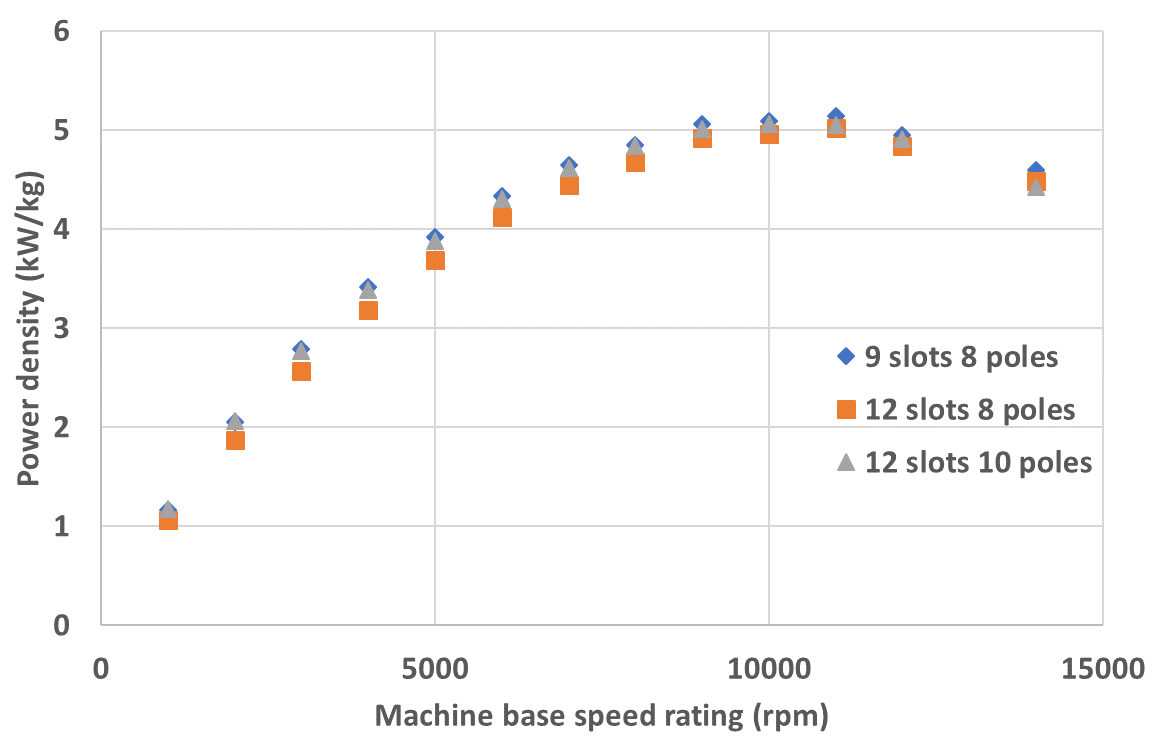 6
5
4
3
2
1
0
Power density (kW/kg)
0 5000 10000 15000
Machine base speed rating (rpm)
9 slots 8 poles
12 slots 8 poles
12 slots 10 poles